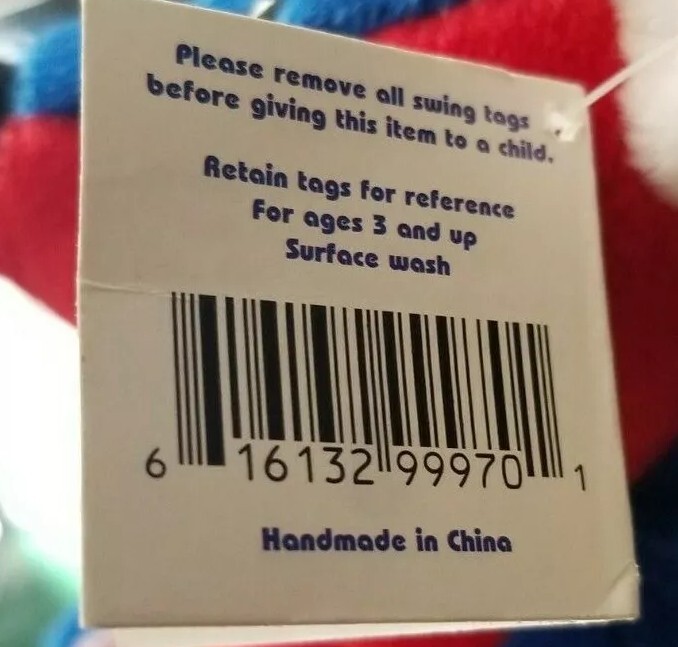 Please remove all swing tags
before giving this item to a child.
Retain tags for reference
For ages 3 and up
Surface wash
6 16132 99970 1
Handmade in China